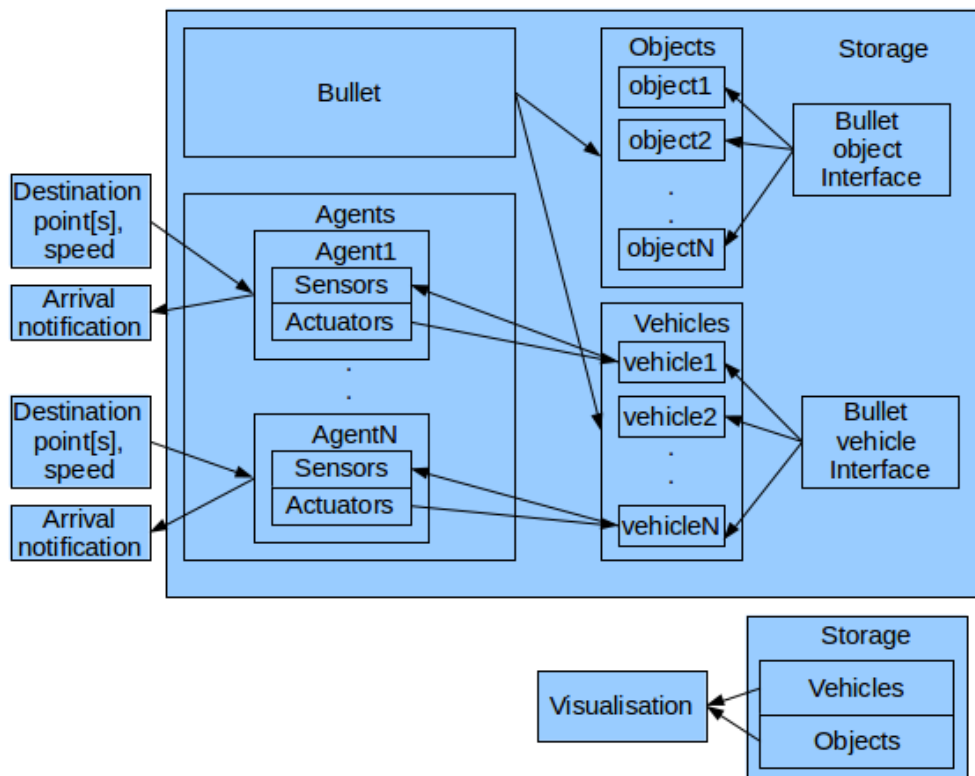 Bullet
Objects
object1
object2
.
.
objectN
Storage
Bullet
object
Interface
Destination
point[s],
speed
Arrival
notification
Agents
Agent1
Sensors
Actuators
.
.
AgentN
Sensors
Actuators
Destination
point[s],
speed
Arrival
notification
Vehicles
vehicle1
vehicle2
.
.
vehicleN
Bullet
vehicle
Interface
Visualisation
Storage
Vehicles
Objects